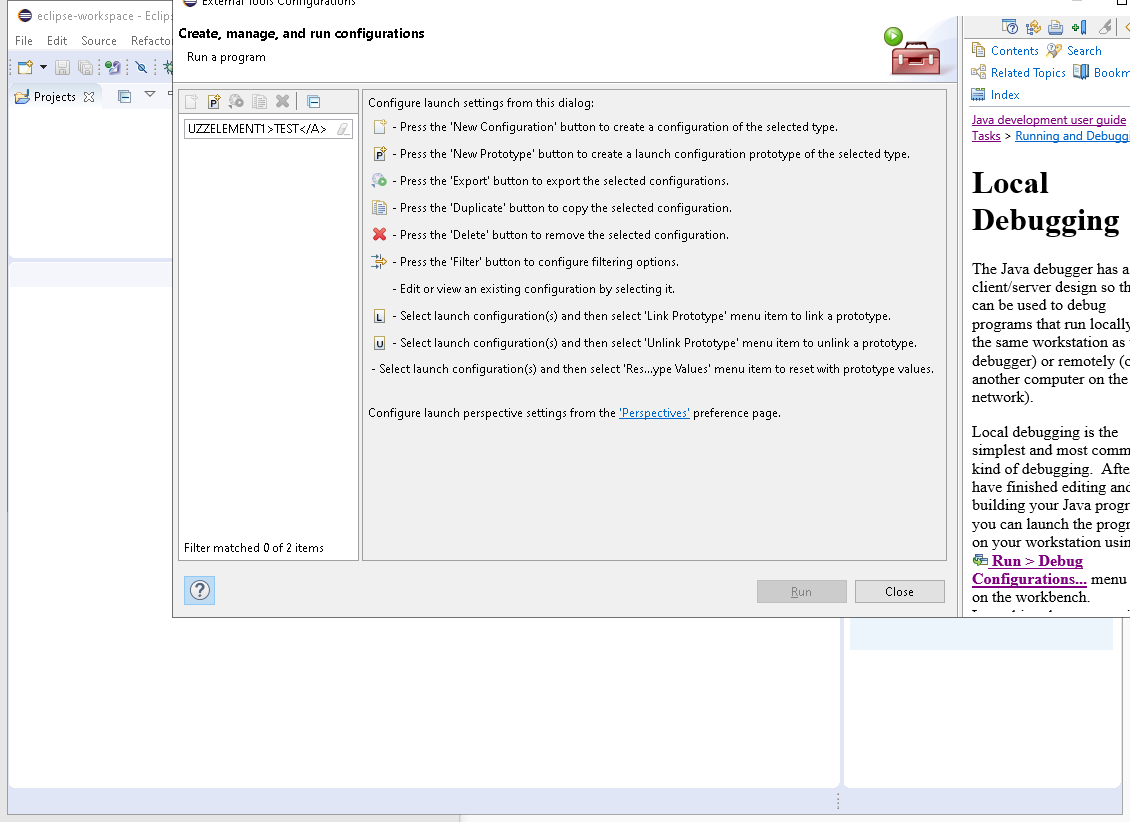 eclipse-workspace - Eclips
File Edit Source Refacto
Projects
External Tools Configurations
Create, manage, and run configurations
Run a program
UZZELEMENT1>TEST</A>
Filter matched 0 of 2 items
Configure launch settings from this dialog:
- Press the 'New Configuration' button to create a configuration of the selected type.
- Press the 'New Prototype' button to create a launch configuration prototype of the selected type.
- Press the 'Export' button to export the selected configurations.
- Press the 'Duplicate' button to copy the selected configuration.
- Press the 'Delete' button to remove the selected configuration.
- Press the 'Filter' button to configure filtering options.
- Edit or view an existing configuration by selecting it.
L - Select launch configuration(s) and then select 'Link Prototype' menu item to link a prototype.
U - Select launch configuration(s) and then select 'Unlink Prototype' menu item to unlink a prototype.
- Select launch configuration(s) and then select 'Res...ype Values' menu item to reset with prototype values.
Configure launch perspective settings from the 'Perspectives' preference page.
Run Close
Contents Search
Related Topics Bookm
Index
Java development user guide
Tasks > Running and Debuggi
Local
Debugging
The Java debugger has a
client/server design so th
can be used to debug
programs that run locally
the same workstation as
debugger) or remotely (o
another computer on the
network).
Local debugging is the
simplest and most comm
kind of debugging. Afte
have finished editing and
building your Java progr
you can launch the progr
on your workstation usin
Run > Debug
Configurations... menu
on the workbench.